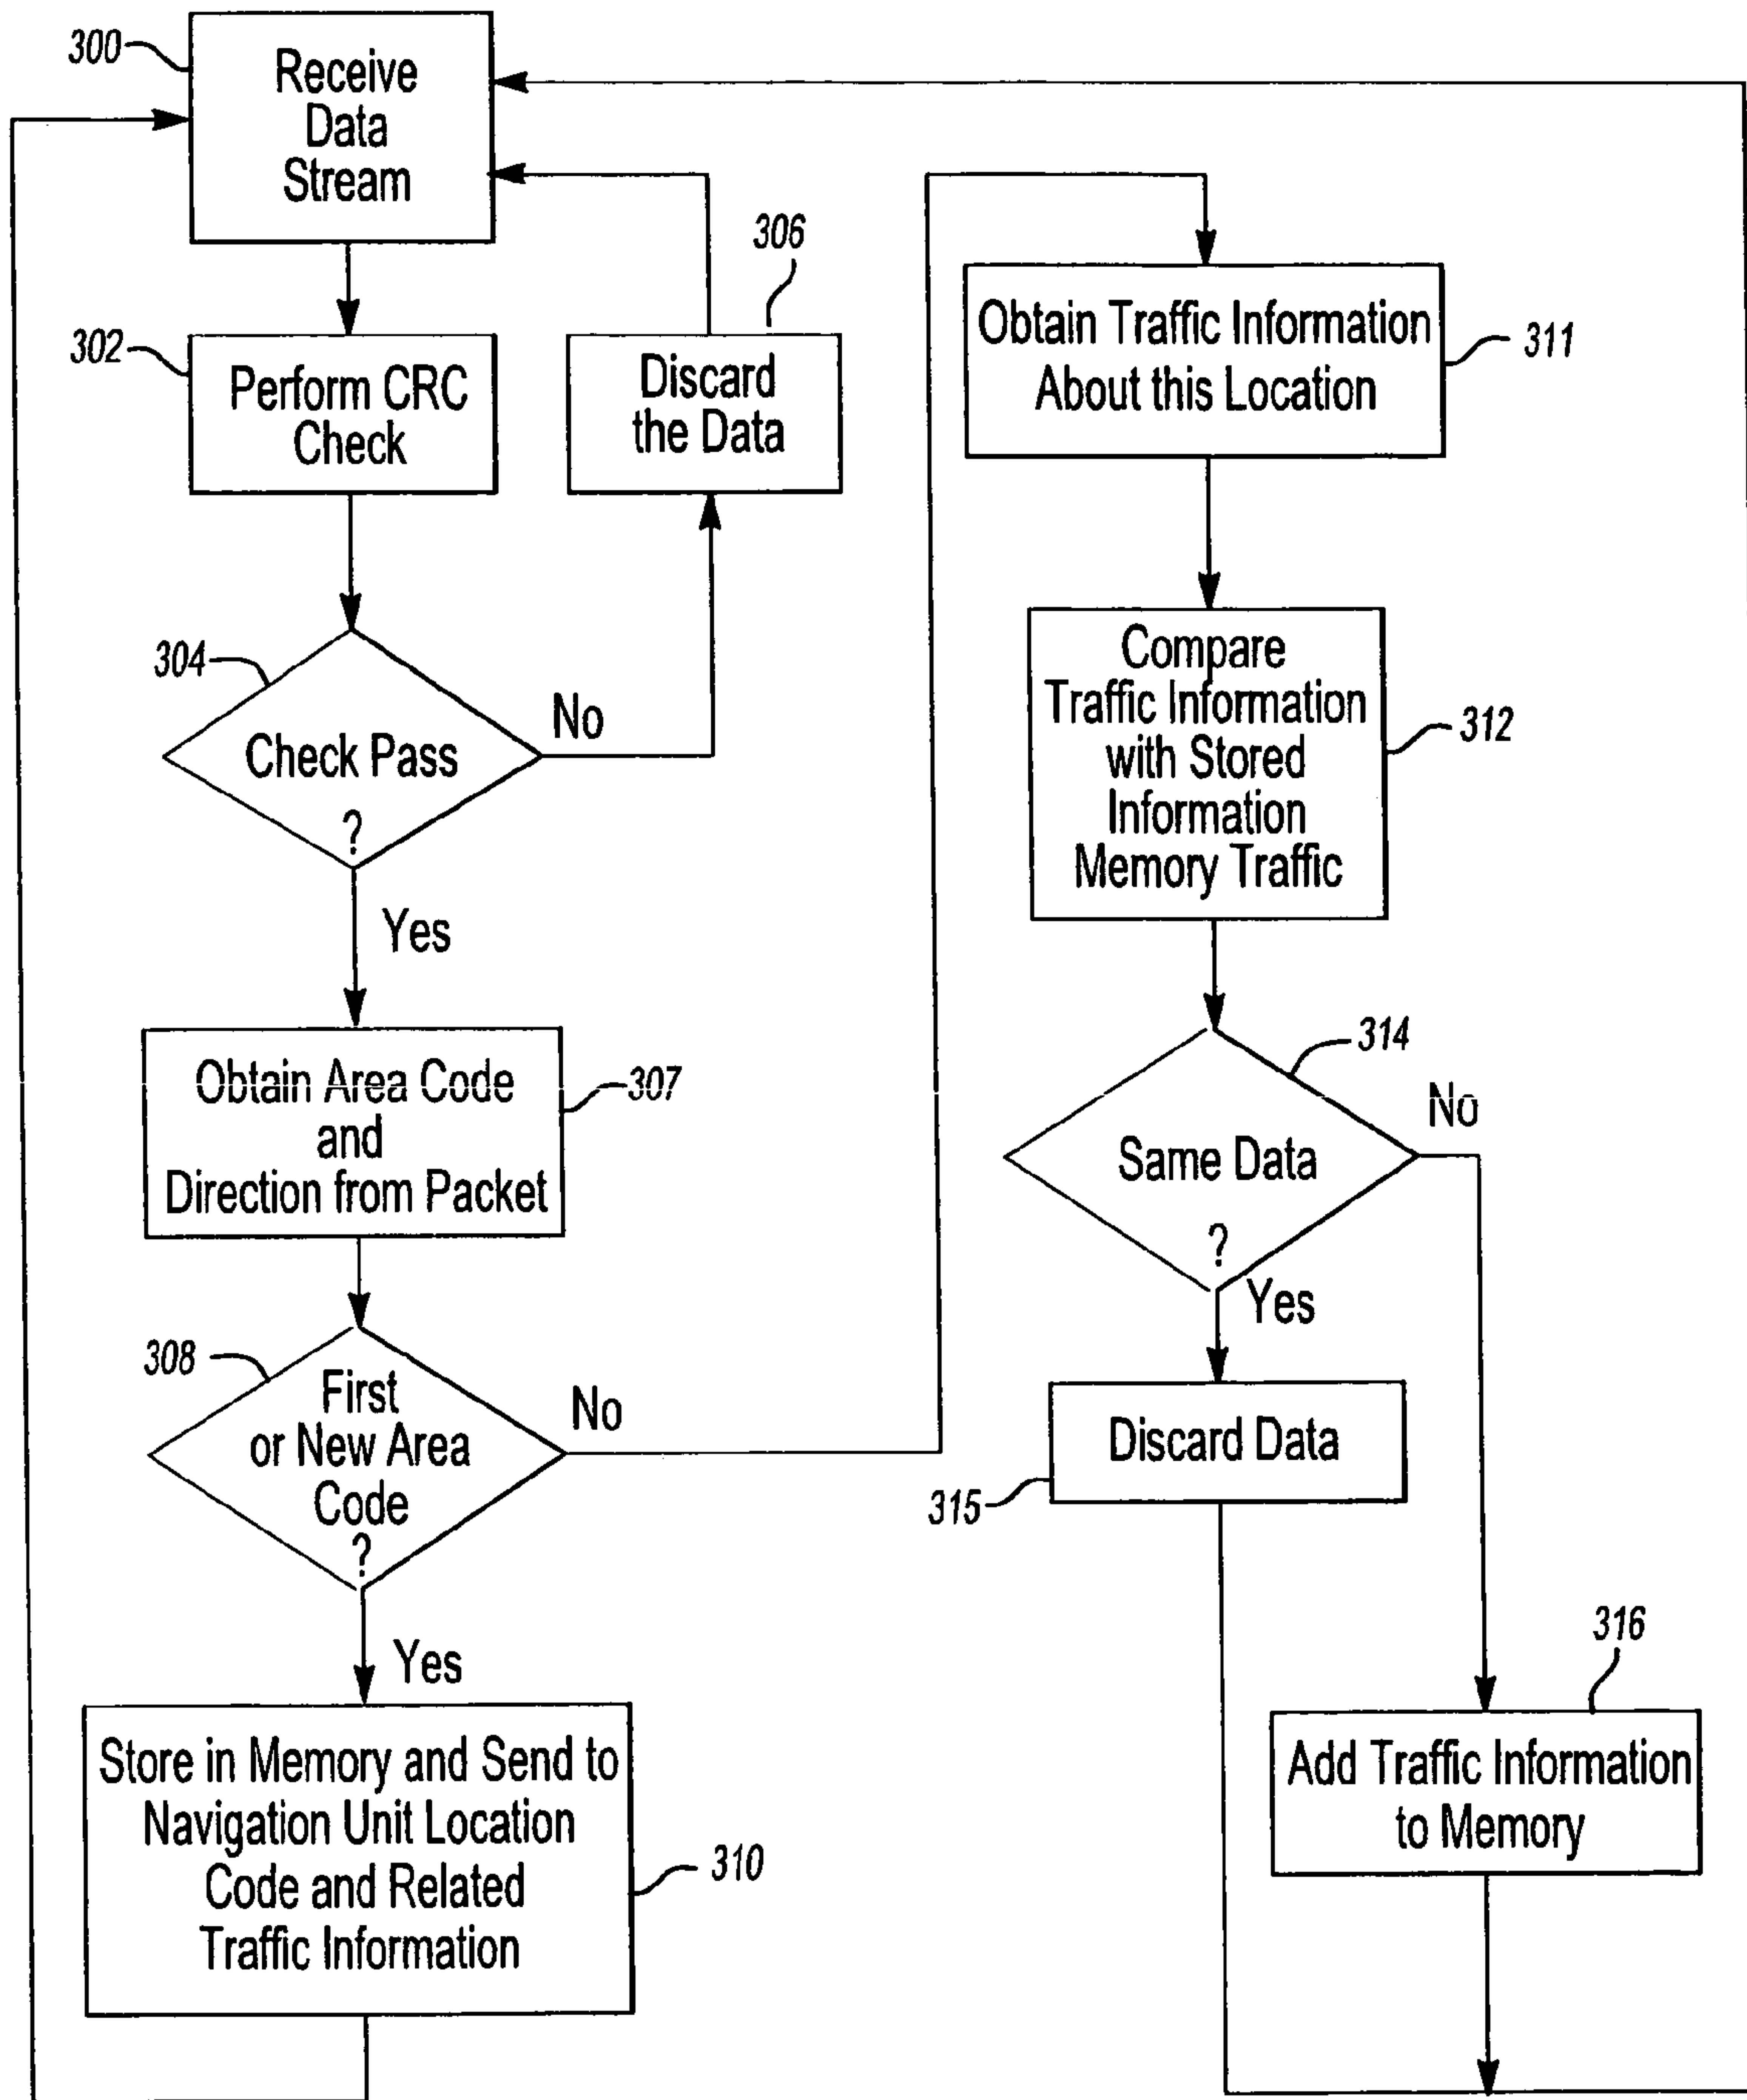 300
Receive
Data
Stream
302
Perform CRC
Check
306
Discard
the Data
304
Check Pass
?
No
Yes
Obtain Area Code
and
Direction from Packet
307
308
First
or New Area
Code
?
No
Yes
Store in Memory and Send to
Navigation Unit Location
Code and Related
Traffic Information
310
Obtain Traffic Information
About this Location
311
Compare
Traffic Information
with Stored
Information
Memory Traffic
312
314
Same Data
?
No
Yes
Discard Data
315
316
Add Traffic Information
to Memory